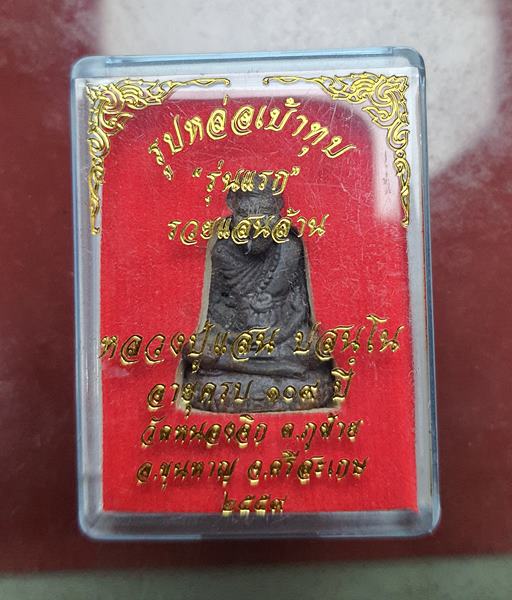 รูปหล่อเบ้าทุบ
"รุ่นแรก"
รวยแสนล้าน
หลวงปู่แสน ปสนฺโน
อายุครบ ๑๐๙ ปี
วัดหนองจิก ต.ภูฝ้าย
อ.ขุนหาญ จ.ศรีสะเกษ
๒๕๕๙